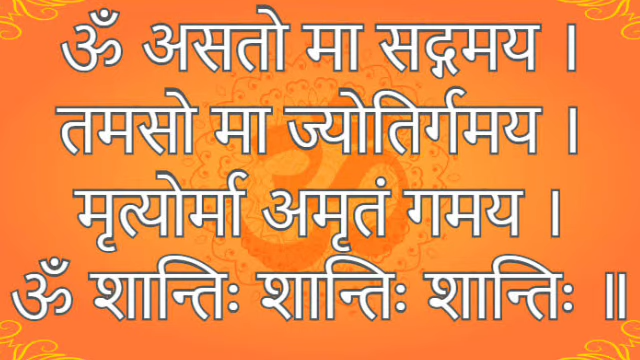 ॐ असतो मा सद्गमय ।
तमसो मा ज्योतिर्गमय ।
मृत्योर्मा अमृतं गमय ।
ॐ शान्तिः शान्तिः शान्तिः ॥